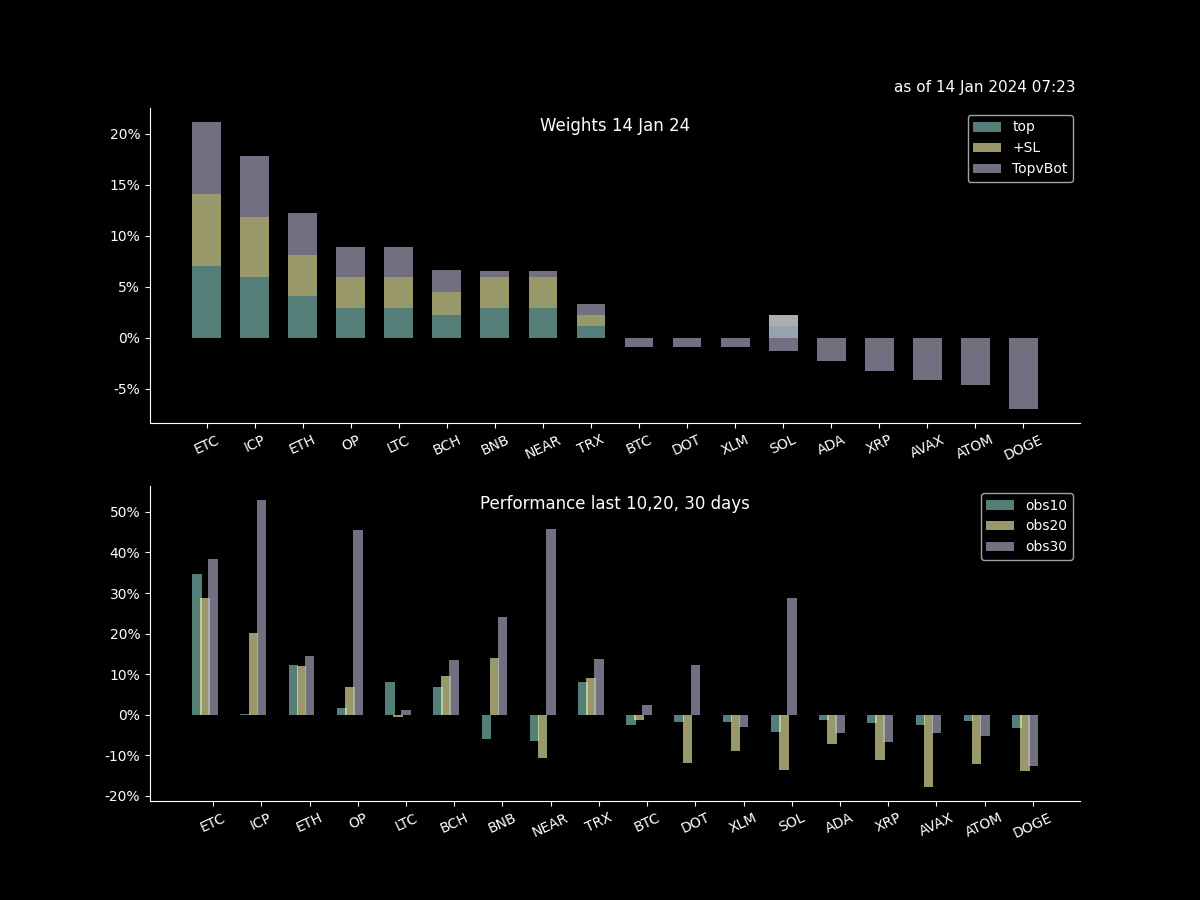 as of 14 Jan 2024 07:23
Weights 14 Jan 24
top
+SL
TopvBot
20%
15%
10%
5%
0%
-5%
ETC ICP ETH OP LTC BCH BNB NEAR TRX BTC DOT XLM SOL ADA XRP AVAX ATOM DOGE
Performance last 10,20, 30 days
obs10
obs20
obs30
50%
40%
30%
20%
10%
0%
-10%
-20%
ETC ICP ETH OP LTC BCH BNB NEAR TRX BTC DOT XLM SOL ADA XRP AVAX ATOM DOGE